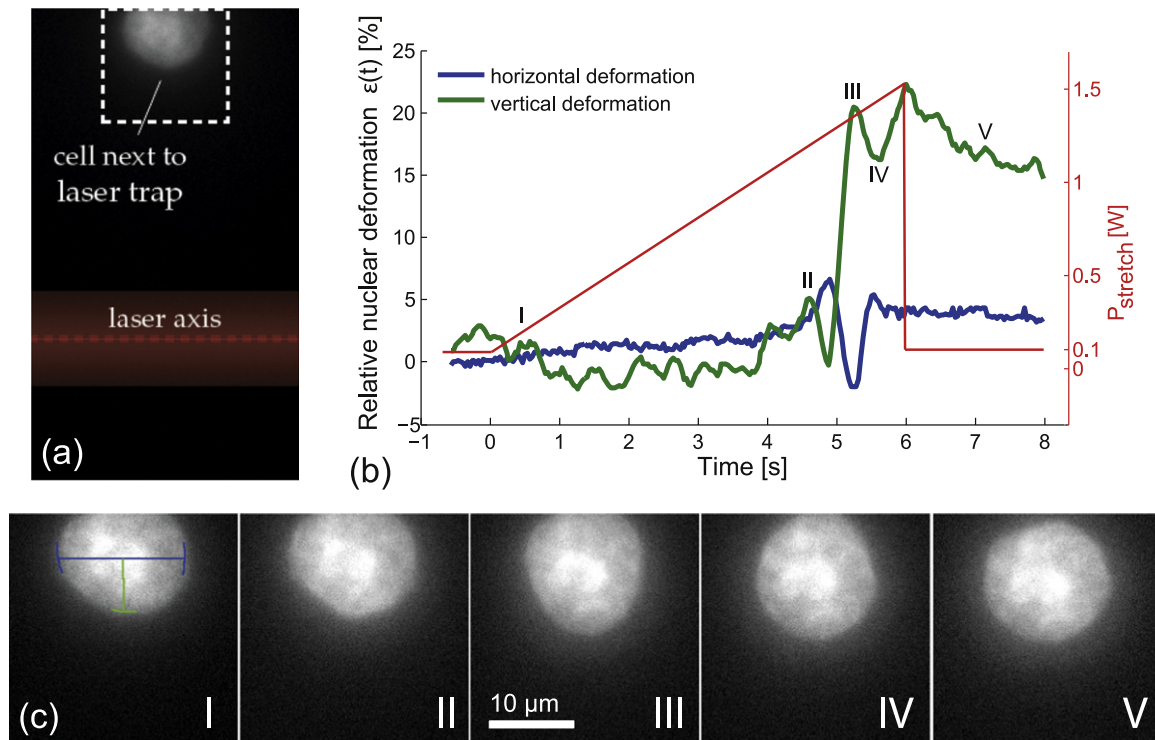 cell next to
laser trap
laser axis
(a)
Relative nuclear deformation ε(t) [%]
25
20
15
10
5
0
−5
horizontal deformation
vertical deformation
I
II
III
IV
V
1.5
1
0.5
0.1
0
Pstretch [W]
−1 0 1 2 3 4 5 6 7 8
Time [s]
(b)
(c)
I
II
10 µm
III
IV
V